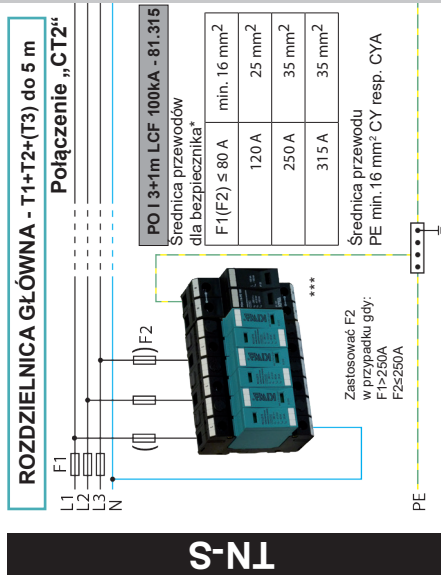 ROZDZIELNICA GŁÓWNA - T1+T2+(T3) do 5 m
Połączenie „CT2“
F1
L1
L2
L3
N
( ) F2
PO I 3+1m LCF 100kA - 81.315
Średnica przewodów
dla bezpiecznika*
F1(F2) ≤ 80 A min. 16 mm²
120 A 25 mm²
250 A 35 mm²
315 A 35 mm²
Średnica przewodu
PE min.16 mm² CY resp. CYA
***
Zastosować F2
w przypadku gdy:
F1>250A
F2≤250A
PE
TN-S